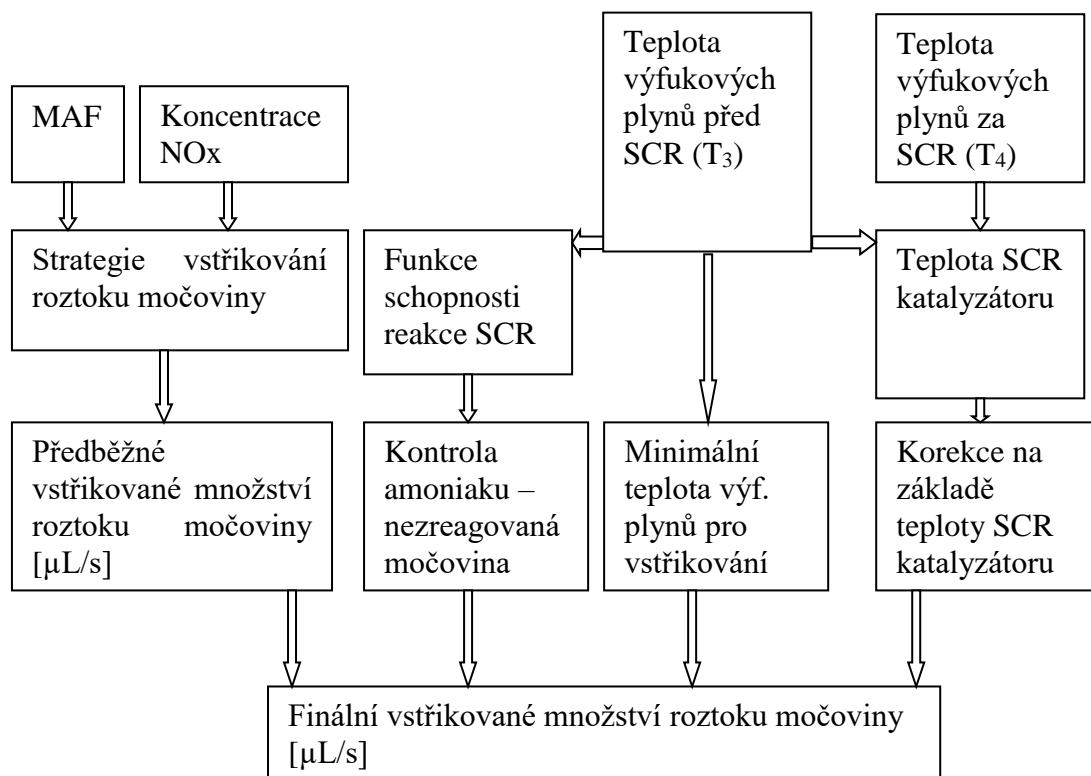 MAF
Koncentrace
NOx
Teplota
výfukových
plynů před
SCR (T₃)
Teplota
výfukových
plynů za
SCR (T₄)
Strategie vstřikování
roztoku močoviny
Funkce
schopnosti
reakce SCR
Teplota SCR
katalyzátoru
Předběžné
vstřikované množství
roztoku močoviny
[µL/s]
Kontrola
amoniaku –
nezreagovaná
močovina
Minimální
teplota výf.
plynů pro
vstřikování
Korekce na
základě
teploty SCR
katalyzátoru
Finální vstřikované množství roztoku močoviny
[µL/s]